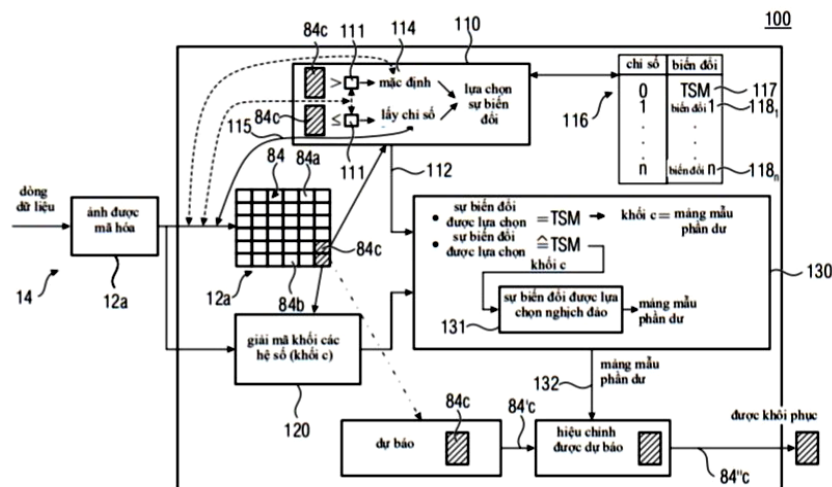 100
84c
111
114
110
>
mặc định
lựa chọn
sự biến
đổi
84c
≤
lấy chỉ số
115
111
chỉ số
biến đổi
0
TSM
117
1
biến đổi 1
118₁
116
n
biến đổi n
118ₙ
112
84
84a
84c
12a
84b
dòng
dữ liệu
ảnh được
mã hóa
14
12a
• sự biến đổi
được lựa chọn = TSM
khối c = mảng mẫu
phần dư
• sự biến đổi
được lựa chọn ≙ TSM
khối c
130
sự biến đổi được lựa
chọn nghịch đảo
mảng mẫu
phần dư
131
giải mã khối các
hệ số (khối c)
120
132
mảng mẫu
phần dư
dự báo
84c
84'c
hiệu chỉnh
được dự báo
được khôi phục
84''c